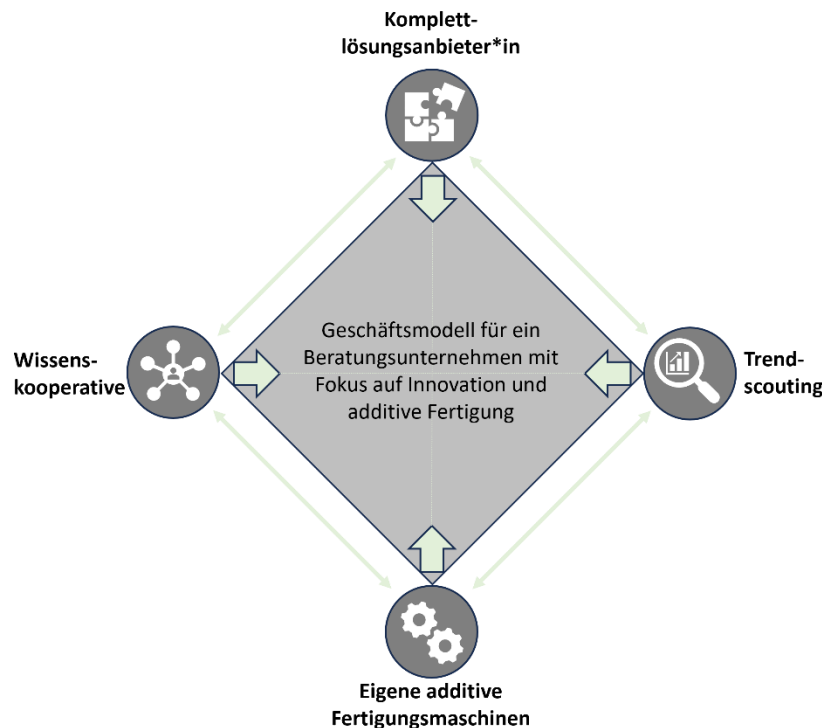 Komplett-
lösungsanbieter*in
Wissens-
kooperative
Geschäftsmodell für ein
Beratungsunternehmen mit
Fokus auf Innovation und
additive Fertigung
Trend-
scouting
Eigene additive
Fertigungsmaschinen